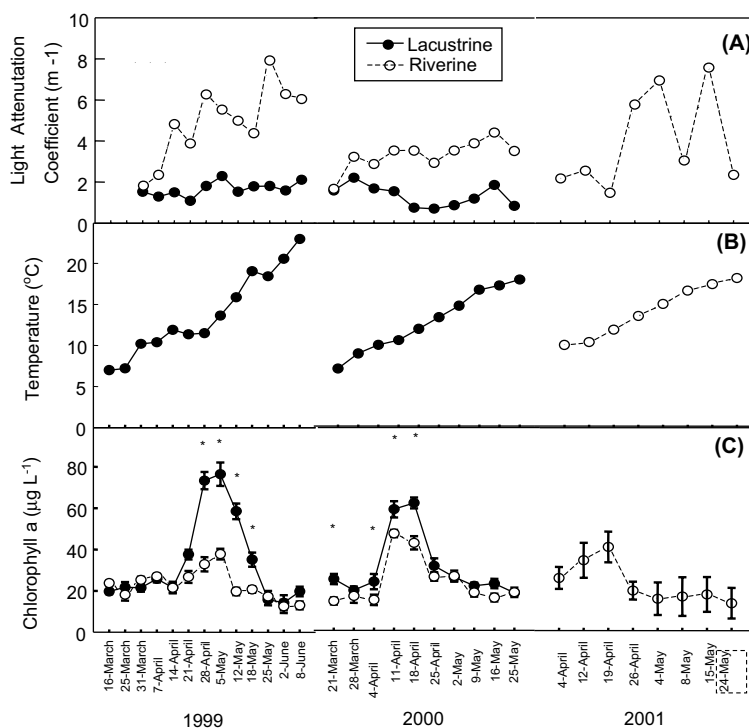 Light Attenutation
Coefficient (m -1)
10
8
6
4
2
0
(A)
Lacustrine
Riverine
Temperature (°C)
20
15
10
5
0
(B)
Chlorophyll a (µg L-1)
80
60
40
20
0
(C)
* * * *
* * * *
16-March
25-March
31-March
7-April
14-April
21-April
28-April
5-May
12-May
18-May
25-May
2-June
8-June
21-March
28-March
4-April
11-April
18-April
25-April
2-May
9-May
16-May
25-May
4-April
12-April
19-April
26-April
4-May
8-May
15-May
24-May
1999
2000
2001